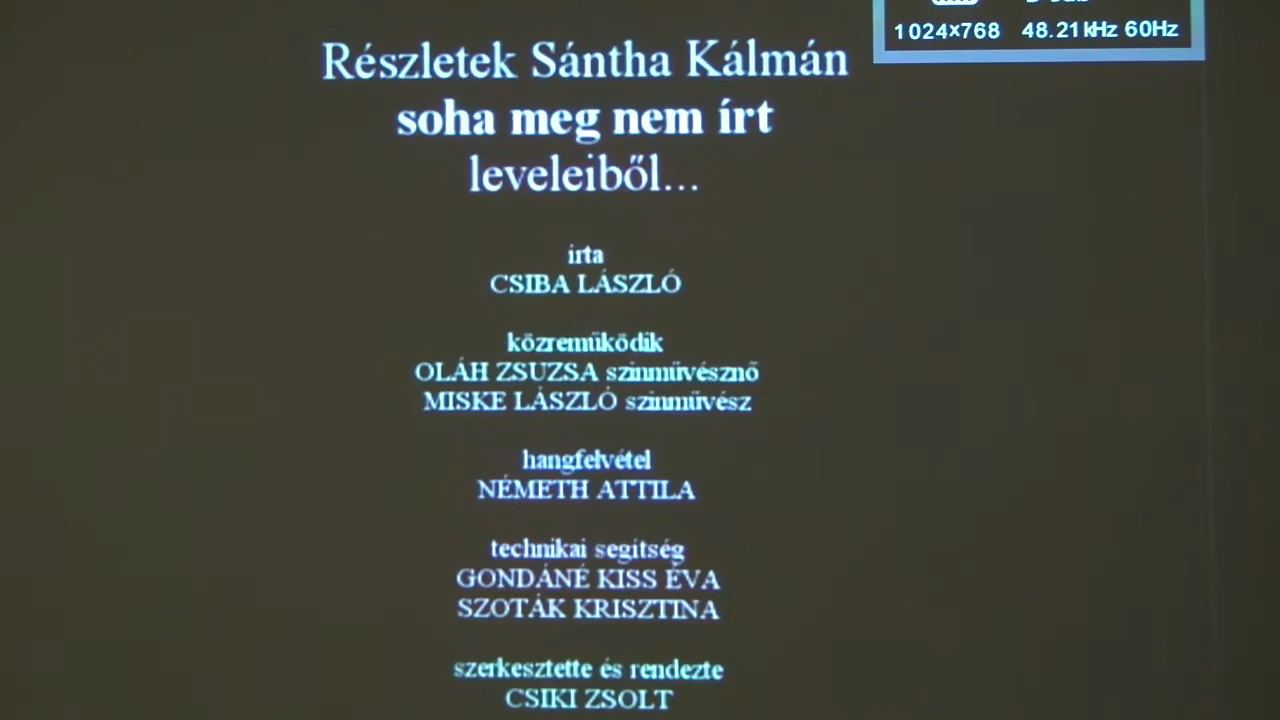 1024x768 48.21kHz 60Hz
Részletek Sántha Kálmán
soha meg nem írt
leveleiből...
írta
CSIBA LÁSZLÓ
közreműködik
OLÁH ZSUZSA színművésznő
MISKE LÁSZLÓ színművész
hangfelvétel
NÉMETH ATTILA
technikai segítség
GONDÁNÉ KISS ÉVA
SZOTÁK KRISZTINA
szerkesztette és rendezte
CSIKI ZSOLT